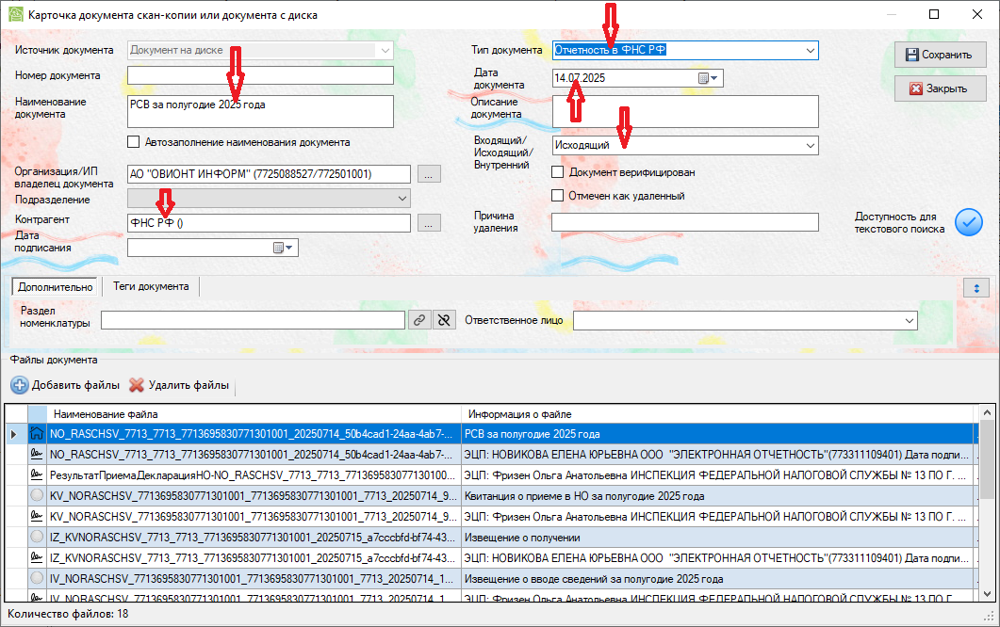 Карточка документа скан-копии или документа с диска
Источник документа
Документ на диске
Тип документа
Отчетность в ФНС РФ
Сохранить
Номер документа
Дата
документа
14.07.2025
Закрыть
Наименование
документа
РСВ за полугодие 2025 года
Описание
документа
Автозаполнение наименования документа
Входящий/
Исходящий/
Внутренний
Исходящий
Организация/ИП
владелец документа
АО "ОВИОНТ ИНФОРМ" (7725088527/772501001)
...
Документ верифицирован
Подразделение
Отмечен как удаленный
Контрагент
ФНС РФ ()
...
Причина
удаления
Доступность для
текстового поиска
Дата
подписания
Дополнительно
Теги документа
Раздел
номенклатуры
Ответственное лицо
Файлы документа
Добавить файлы
Удалить файлы
Наименование файла
Информация о файле
NO_RASCHSV_7713_7713_7713695830771301001_20250714_50b4cad1-24aa-4ab7-...
РСВ за полугодие 2025 года
NO_RASCHSV_7713_7713_7713695830771301001_20250714_50b4cad1-24aa-4ab7-...
ЭЦП: НОВИКОВА ЕЛЕНА ЮРЬЕВНА ООО "ЭЛЕКТРОННАЯ ОТЧЕТНОСТЬ"(773311109401) Дата подпи...
РезультатПриемаДекларацияНО-NO_RASCHSV_7713_7713_77136958307713010​0...
ЭЦП: Фризен Ольга Анатольевна ИНСПЕКЦИЯ ФЕДЕРАЛЬНОЙ НАЛОГОВОЙ СЛУЖБЫ № 13 ПО Г. ...
KV_NORASCHSV_7713695830771301001_7713695830771301001_7713_20250714_9...
Квитанция о приеме в НО за полугодие 2025 года
KV_NORASCHSV_7713695830771301001_7713695830771301001_7713_20250714_9...
ЭЦП: Фризен Ольга Анатольевна ИНСПЕКЦИЯ ФЕДЕРАЛЬНОЙ НАЛОГОВОЙ СЛУЖБЫ № 13 ПО Г. ...
IZ_KVNORASCHSV_7713_7713_7713695830771301001_20250715_a7cccbfd-bf74-43...
Извещение о получении
IZ_KVNORASCHSV_7713_7713_7713695830771301001_20250715_a7cccbfd-bf74-43...
ЭЦП: НОВИКОВА ЕЛЕНА ЮРЬЕВНА ООО "ЭЛЕКТРОННАЯ ОТЧЕТНОСТЬ"(773311109401) Дата подпи...
IV_NORASCHSV_7713695830771301001_7713695830771301001_7713_20250714_1...
Извещение о вводе сведений за полугодие 2025 года
IV_NORASCHSV_7713695830771301001_7713695830771301001_7713_20250714_1...
ЭЦП: Фризен Ольга Анатольевна ИНСПЕКЦИЯ ФЕДЕРАЛЬНОЙ НАЛОГОВОЙ СЛУЖБЫ № 13 ПО Г. ...
Количество файлов: 18